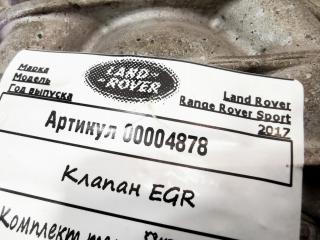 Марка
Модель
Год выпуска
LAND
ROVER
Land Rover
Range Rover Sport
2017
Артикул 00004878
Клапан EGR
Комплект